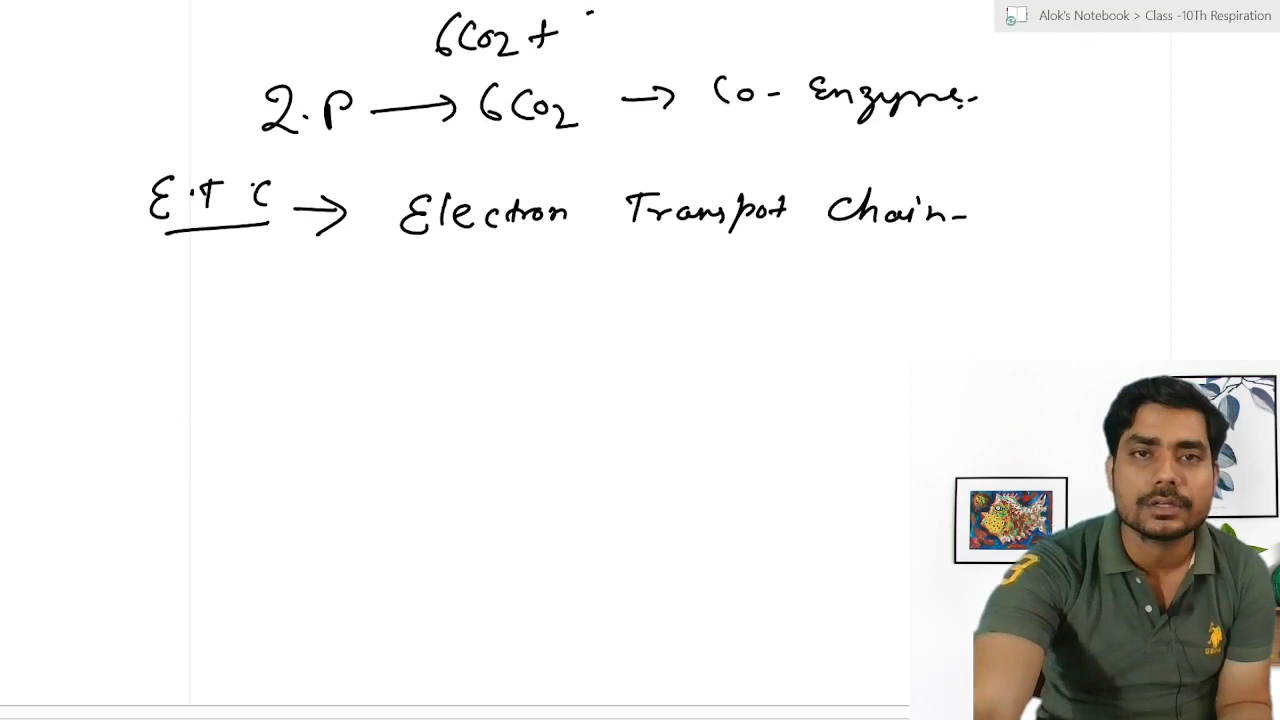 Alok's Notebook > Class -10Th Respiration
6CO2 +
2.P → 6CO2 → Co-Enzyme.
E.T.C → Electron Transpot Chain-